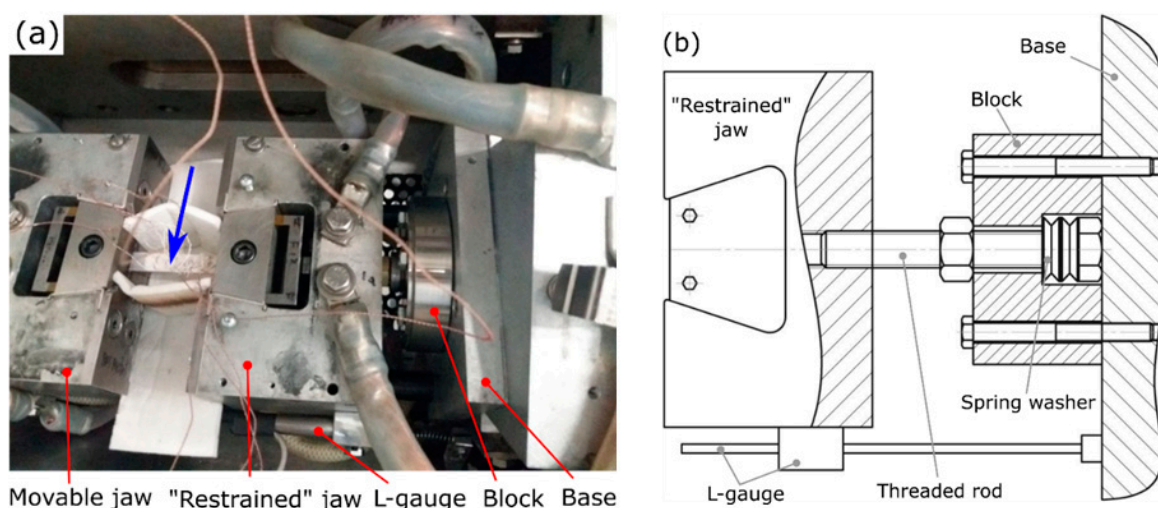 (a)
Movable jaw
"Restrained" jaw
L-gauge
Block
Base
(b)
Base
Block
"Restrained"
jaw
Spring washer
L-gauge
Threaded rod